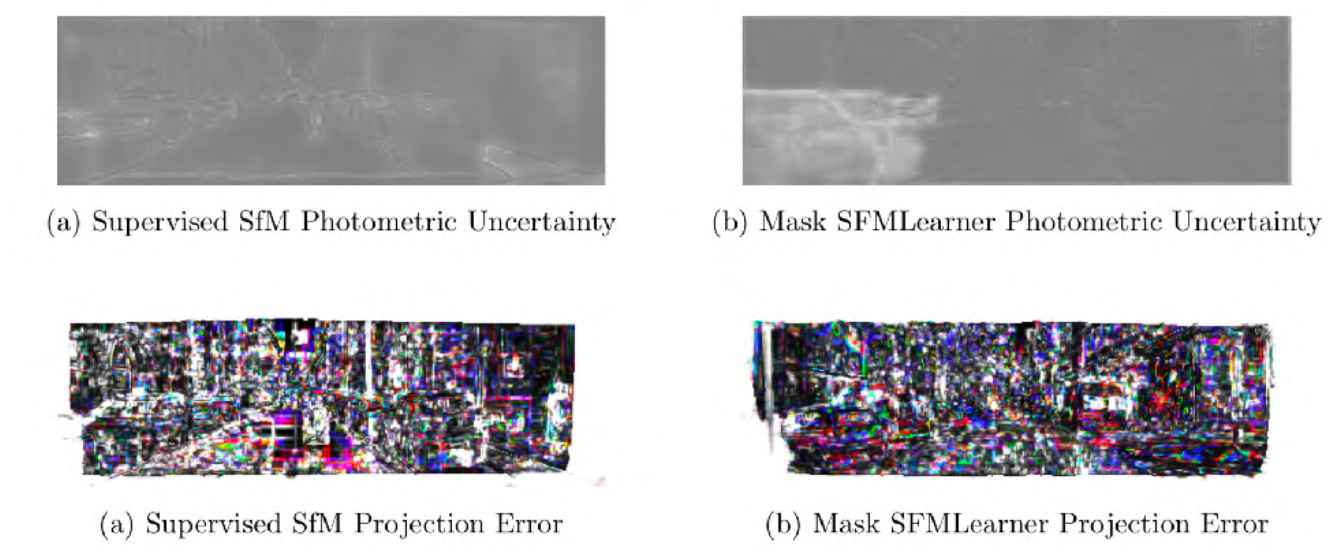 (a) Supervised SfM Photometric Uncertainty
(b) Mask SFMLearner Photometric Uncertainty
(a) Supervised SfM Projection Error
(b) Mask SFMLearner Projection Error